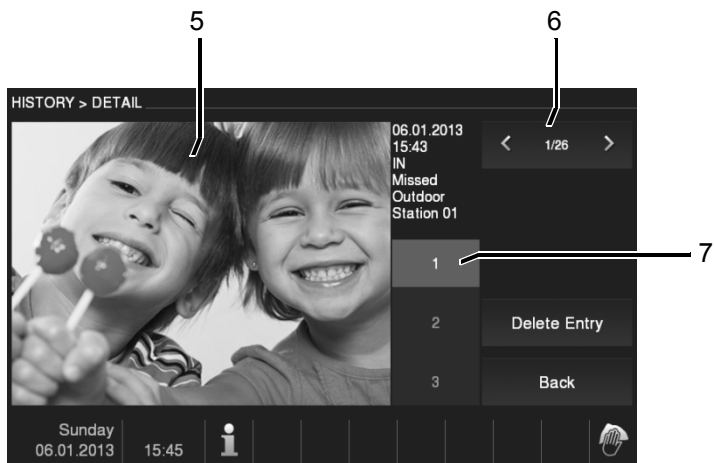 5
6
HISTORY > DETAIL
06.01.2013
15:43
IN
Missed
Outdoor
Station 01
< 1/26 >
7
1
2
3
Delete Entry
Back
Sunday
06.01.2013
15:45
i